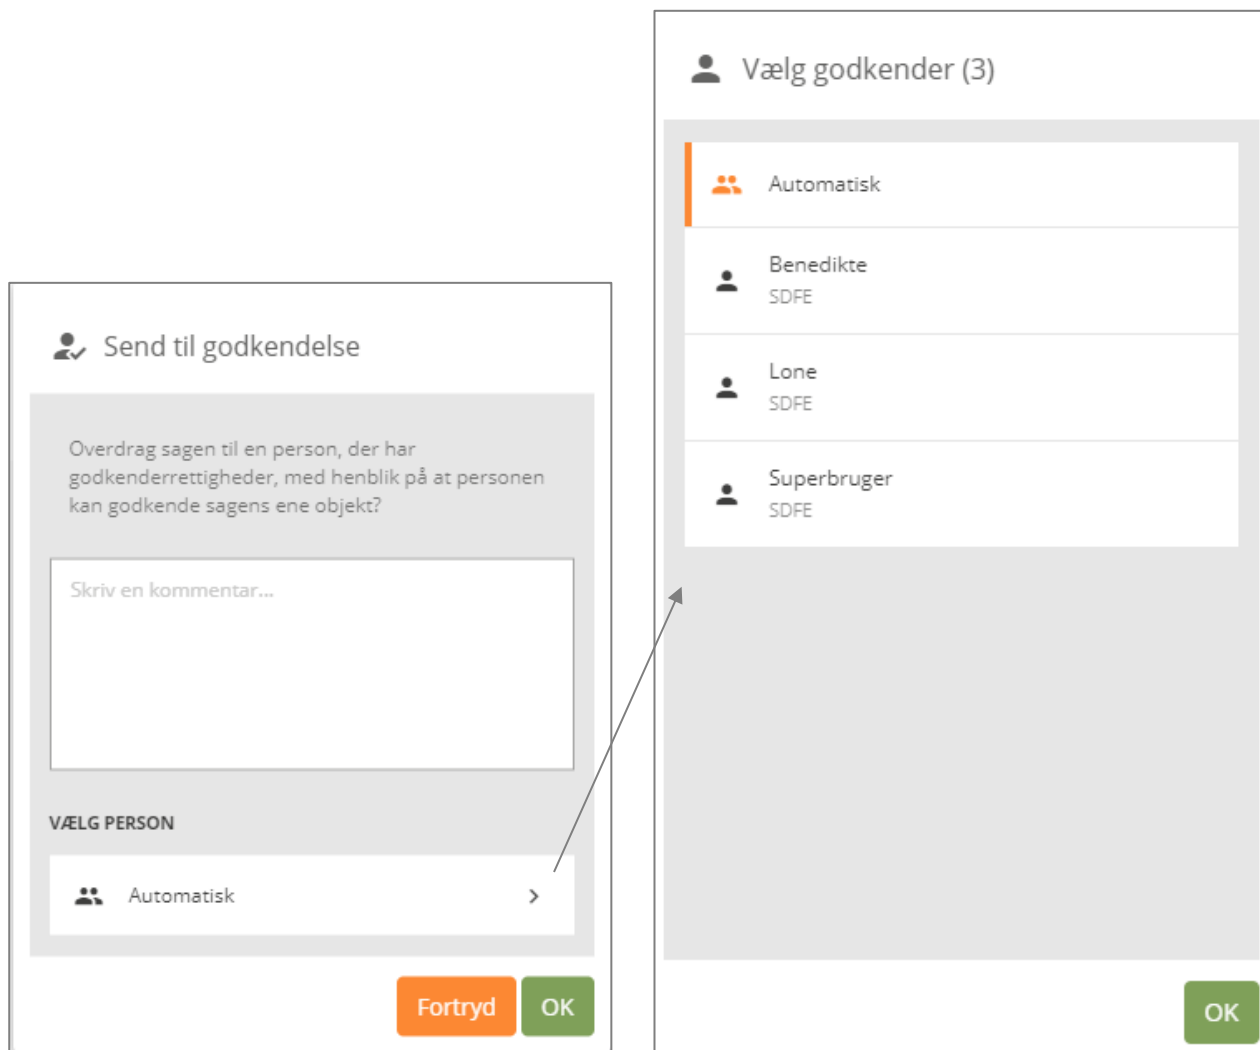 Send til godkendelse
Overdrag sagen til en person, der har
godkenderrettigheder, med henblik på at personen
kan godkende sagens ene objekt?
Skriv en kommentar...
VÆLG PERSON
Automatisk
Fortryd
OK
Vælg godkender (3)
Automatisk
Benedikte
SDFE
Lone
SDFE
Superbruger
SDFE
OK